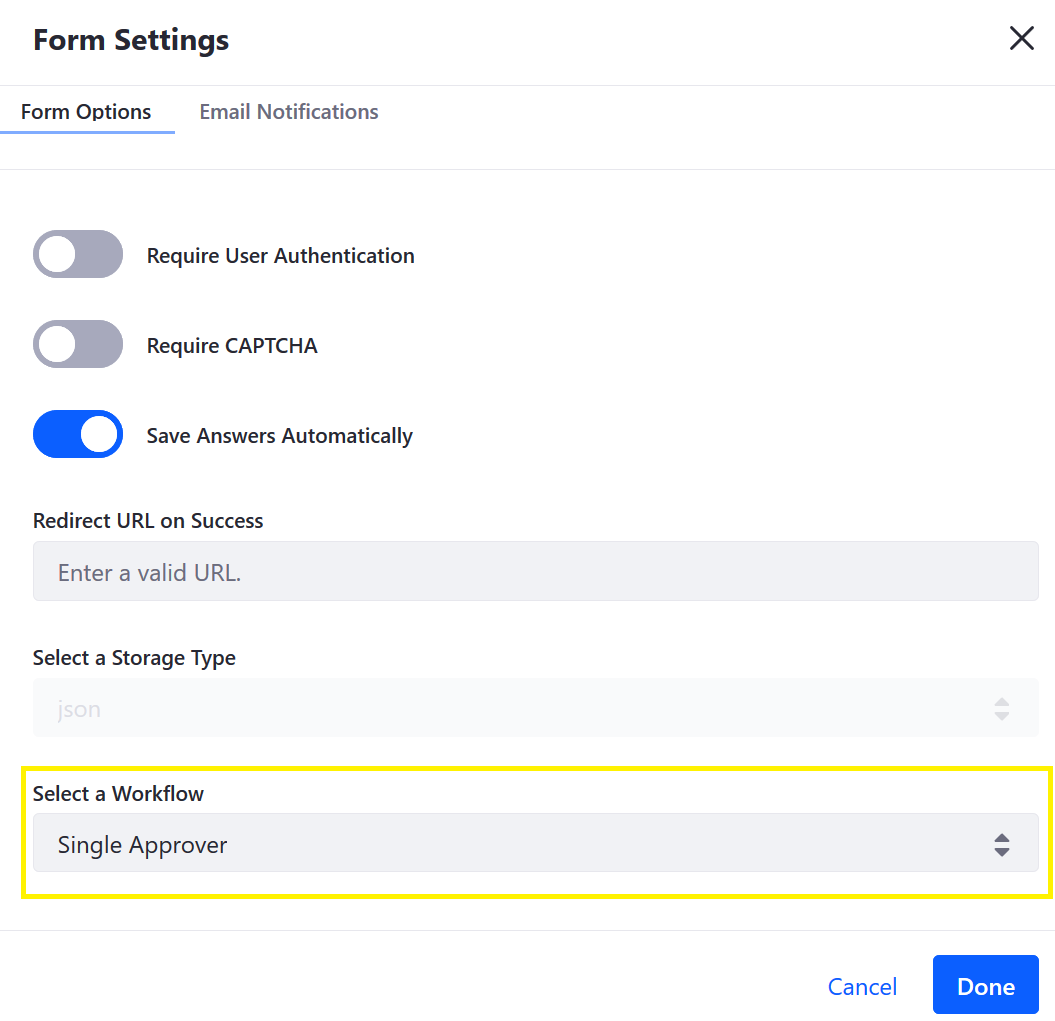 Form Settings
Form Options
Email Notifications
Require User Authentication
Require CAPTCHA
Save Answers Automatically
Redirect URL on Success
Enter a valid URL.
Select a Storage Type
json
Select a Workflow
Single Approver
Cancel
Done